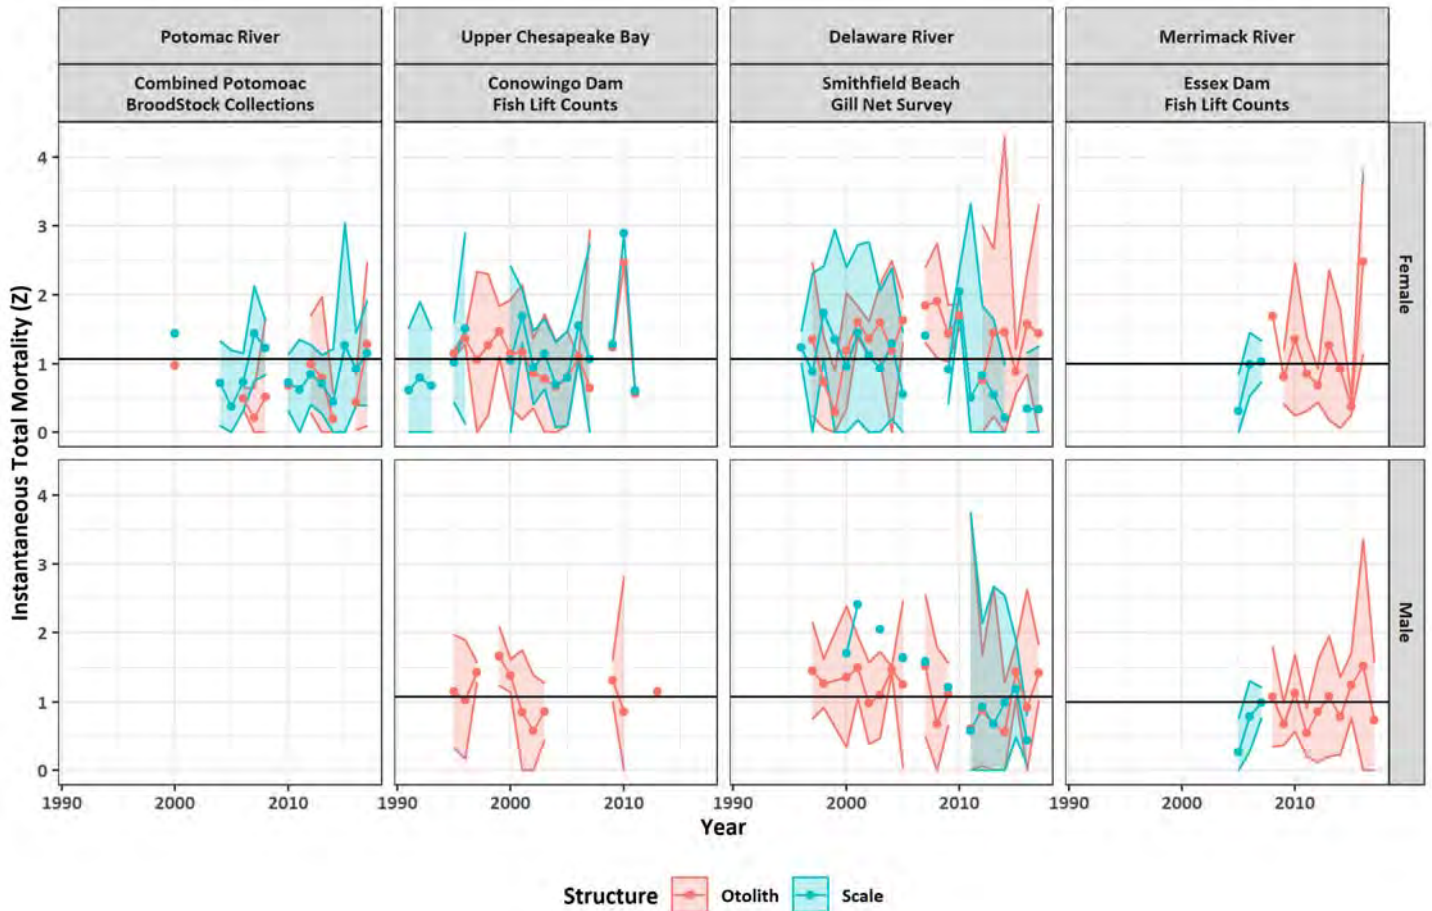 Potomac River
Upper Chesapeake Bay
Delaware River
Merrimack River
Combined Potomoac
BroodStock Collections
Conowingo Dam
Fish Lift Counts
Smithfield Beach
Gill Net Survey
Essex Dam
Fish Lift Counts
Instantaneous Total Mortality (Z)
4
3
2
1
0
Female
4
3
2
1
0
Male
1990
2000
2010
1990
2000
2010
1990
2000
2010
1990
2000
2010
Year
Structure
Otolith
Scale